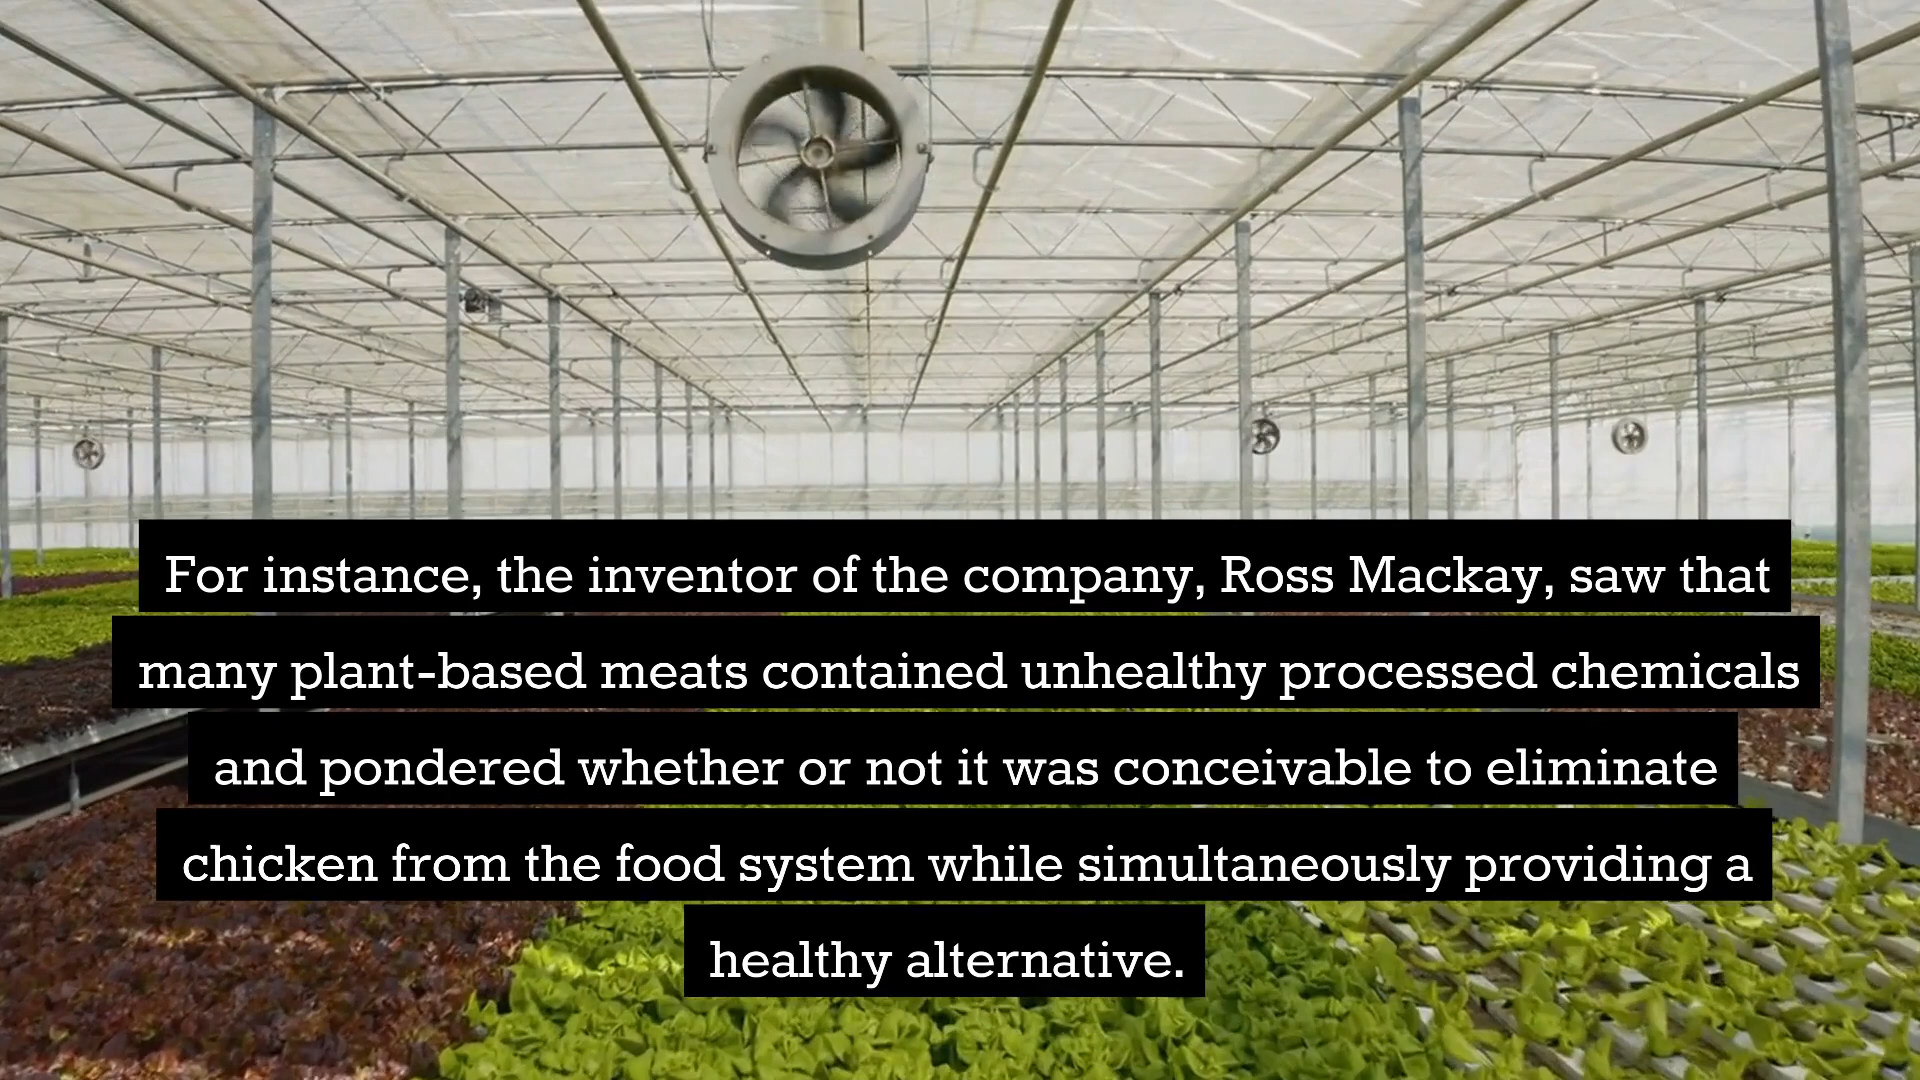 For instance, the inventor of the company, Ross Mackay, saw that
many plant-based meats contained unhealthy processed chemicals
and pondered whether or not it was conceivable to eliminate
chicken from the food system while simultaneously providing a
healthy alternative.